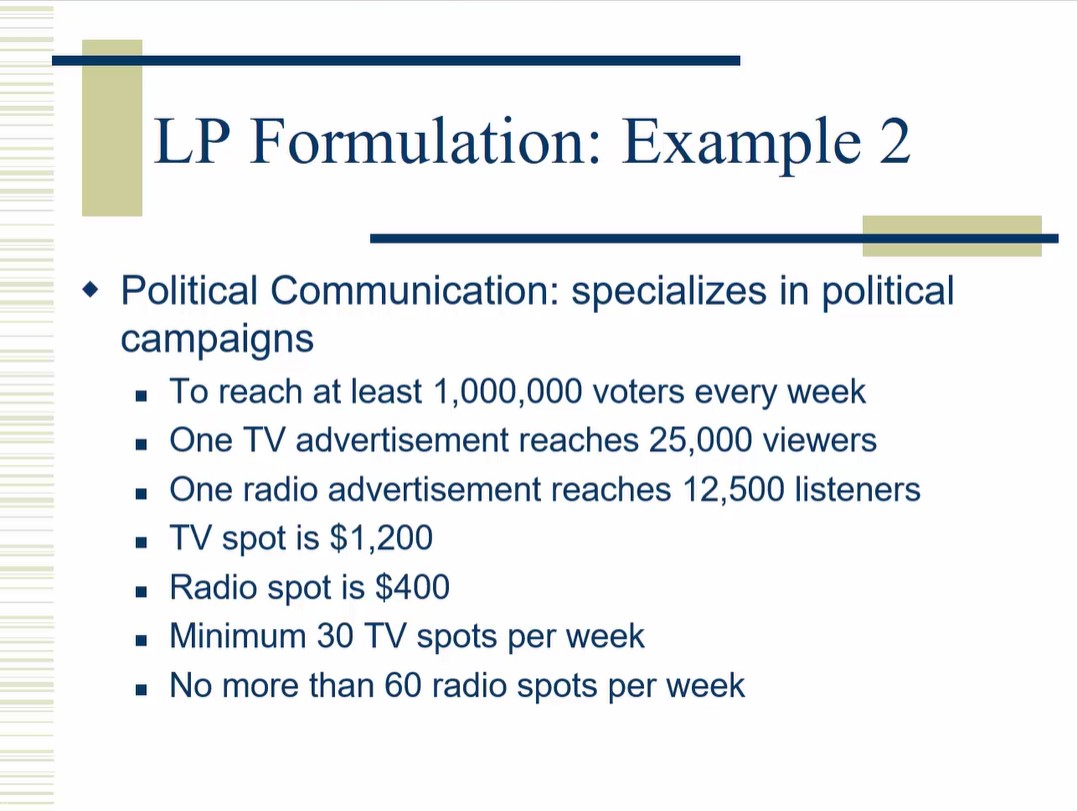 LP Formulation: Example 2
Political Communication: specializes in political
campaigns
To reach at least 1,000,000 voters every week
One TV advertisement reaches 25,000 viewers
One radio advertisement reaches 12,500 listeners
TV spot is $1,200
Radio spot is $400
Minimum 30 TV spots per week
No more than 60 radio spots per week